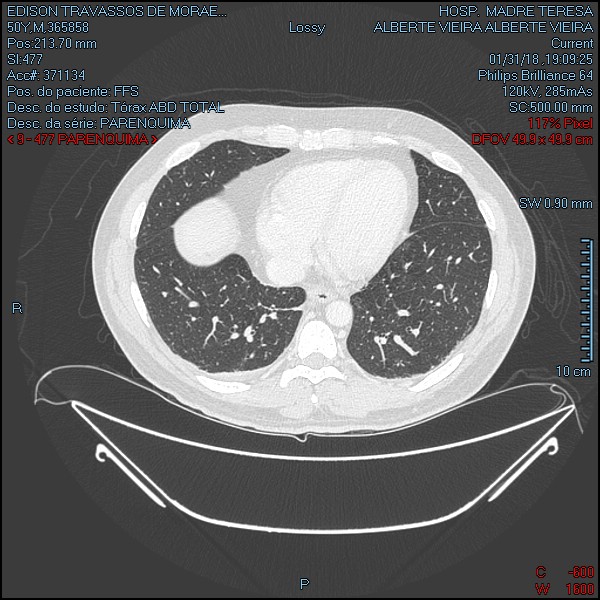 EDISON TRAVASSOS DE MORAE...
50Y,M,365858
Pos:213.70 mm
Sl:477
Acc#: 371134
Pos. do paciente: FFS
Desc. do estudo: Tórax ABD TOTAL
Desc. da série: PARENQUIMA
< 9 - 477 PARENQUIMA >
Lossy
HOSP. MADRE TERESA
ALBERTE VIEIRA ALBERTE VIEIRA
Current
01/31/18 ,19:09:25
Philips Brilliance 64
120kV, 285mAs
SC:500.00 mm
117% Pixel
DFOV 49.9 x 49.9 cm
SW 0.90 mm
R
10 cm
P
C -600
W 1600